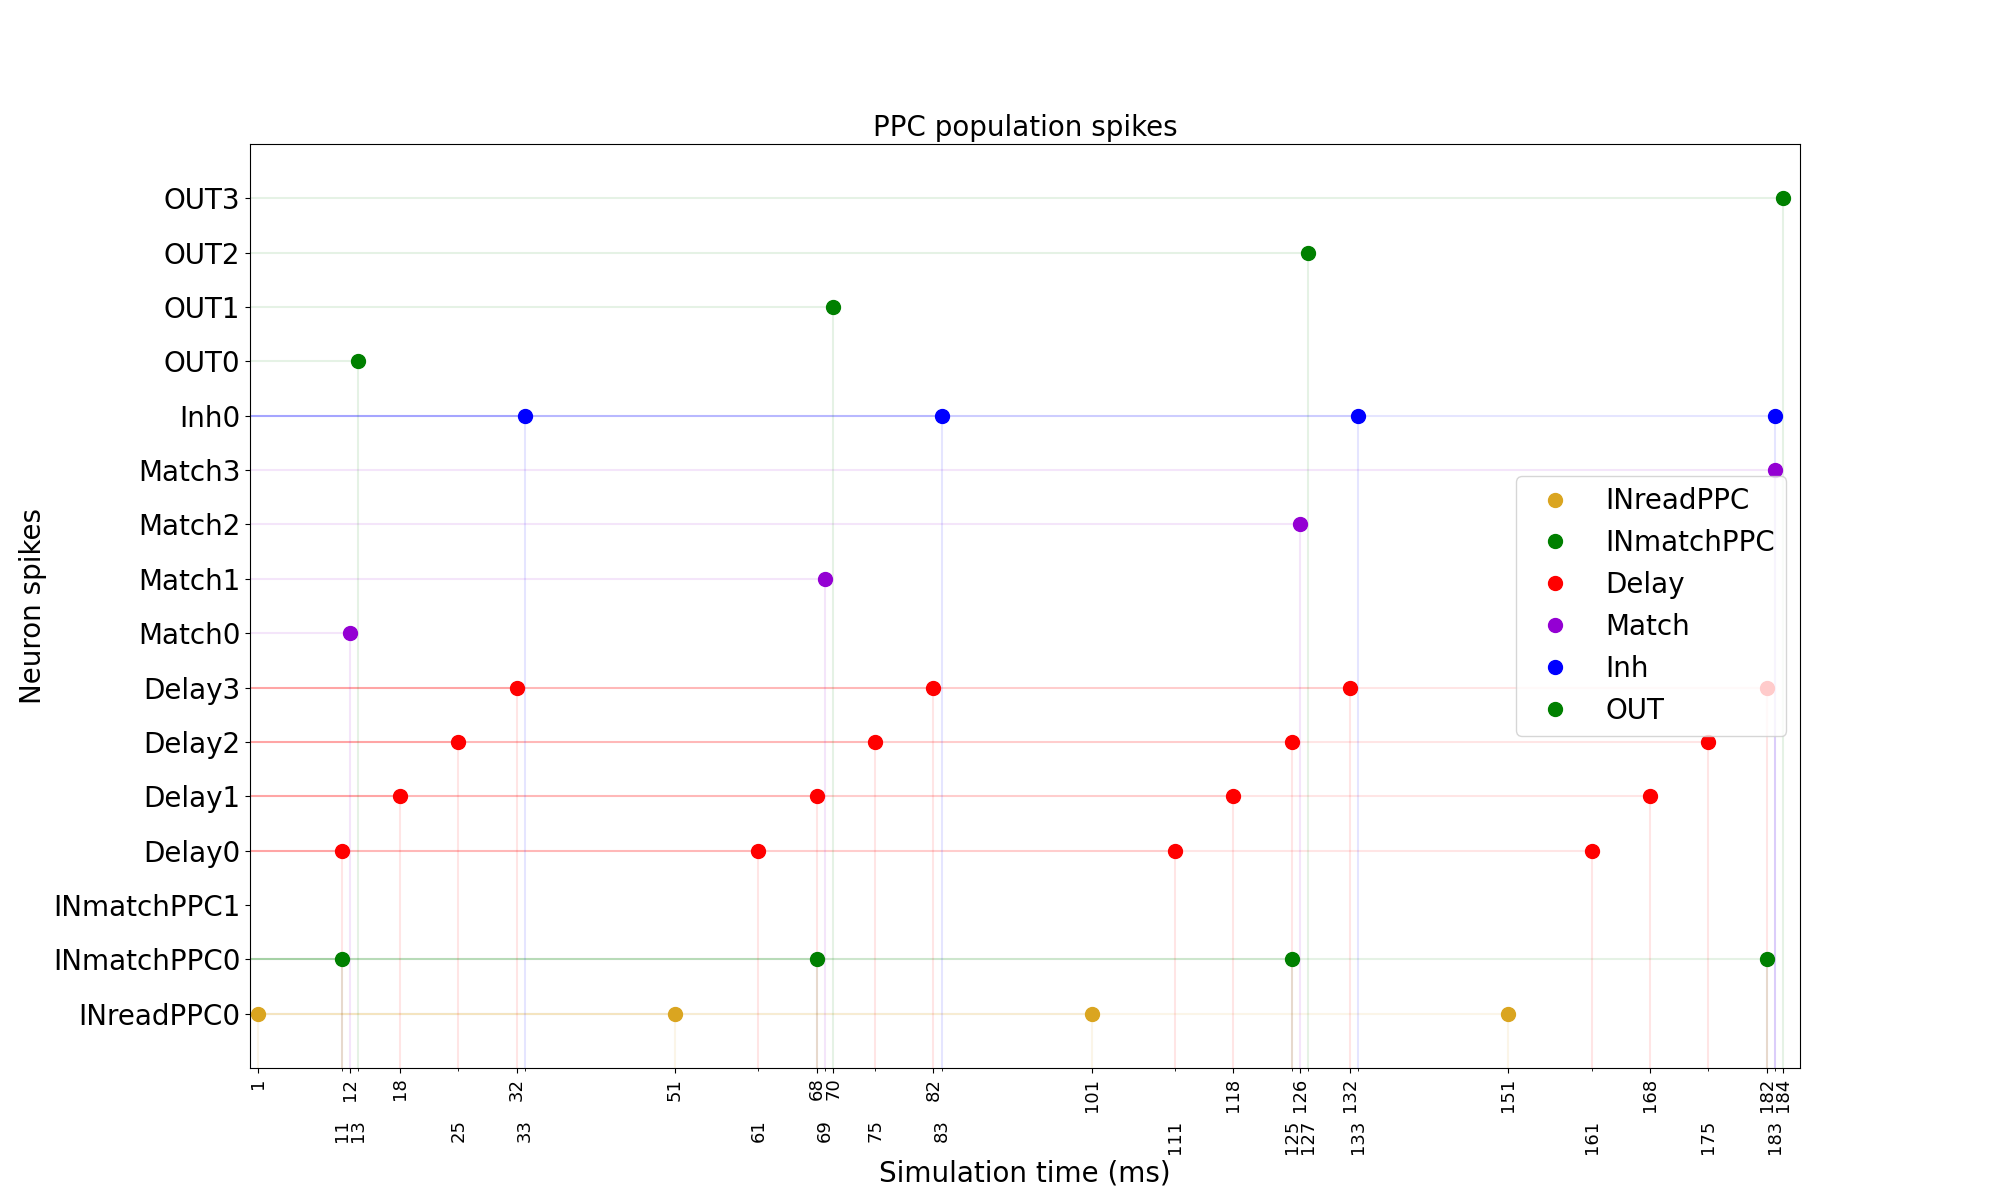 PPC population spikes
OUT3
OUT2
OUT1
OUT0
Inh0
Match3
Match2
Match1
Match0
Delay3
Delay2
Delay1
Delay0
INmatchPPC1
INmatchPPC0
INreadPPC0
Neuron spikes
INreadPPC
INmatchPPC
Delay
Match
Inh
OUT
1 12 18 32 51 68 70 82 101 118 126 132 151 168 182 184
11 13 25 33 61 69 75 83 111 125 127 133 161 175 183
Simulation time (ms)